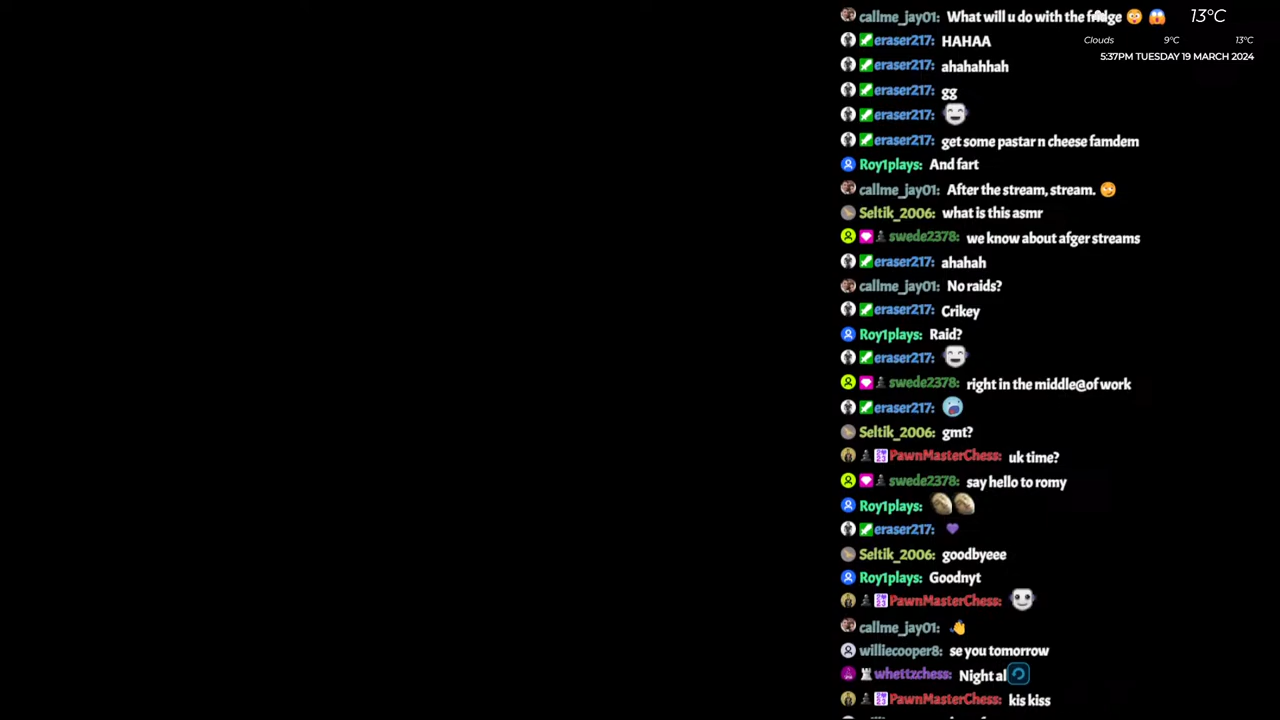 callme_jay01: What will u do with the fridge
13°C
eraser217: HAHAA
Clouds 9°C 13°C
5:37PM TUESDAY 19 MARCH 2024
eraser217: ahahahhah
eraser217: gg
eraser217:
eraser217: get some pastar n cheese famdem
Roy1plays: And fart
callme_jay01: After the stream, stream.
Seltik_2006: what is this asmr
swede2378: we know about afger streams
eraser217: ahahah
callme_jay01: No raids?
eraser217: Crikey
Roy1plays: Raid?
eraser217:
swede2378: right in the middle@of work
eraser217:
Seltik_2006: gmt?
PawnMasterChess: uk time?
swede2378: say hello to romy
Roy1plays:
eraser217:
Seltik_2006: goodbyeee
Roy1plays: Goodnyt
PawnMasterChess:
callme_jay01:
williecooper8: se you tomorrow
whettzchess: Night al
PawnMasterChess: kis kiss